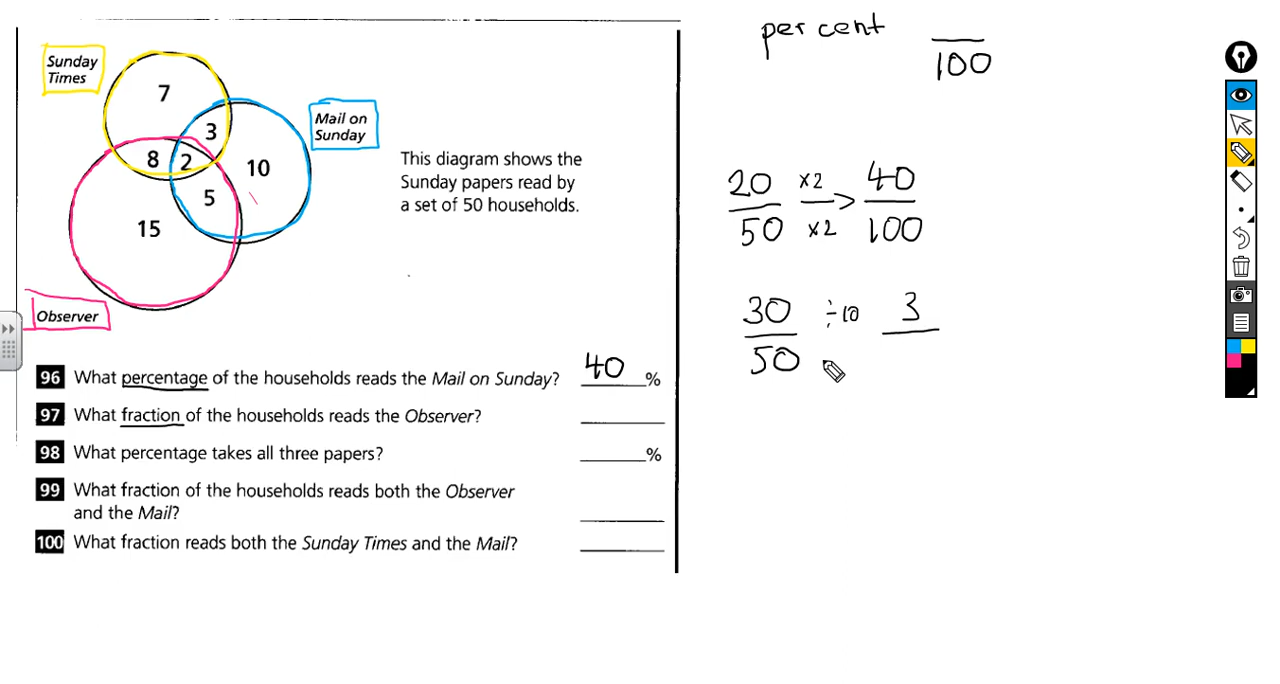 per cent
100
Sunday
Times
7
3
Mail on
Sunday
8 2 10
5
15
Observer
This diagram shows the
Sunday papers read by
a set of 50 households.
20 ×2 40
50 ×2 100
30 ÷10 3
50
96 What percentage of the households reads the Mail on Sunday? 40 %
97 What fraction of the households reads the Observer?
98 What percentage takes all three papers? %
99 What fraction of the households reads both the Observer
and the Mail?
100 What fraction reads both the Sunday Times and the Mail?